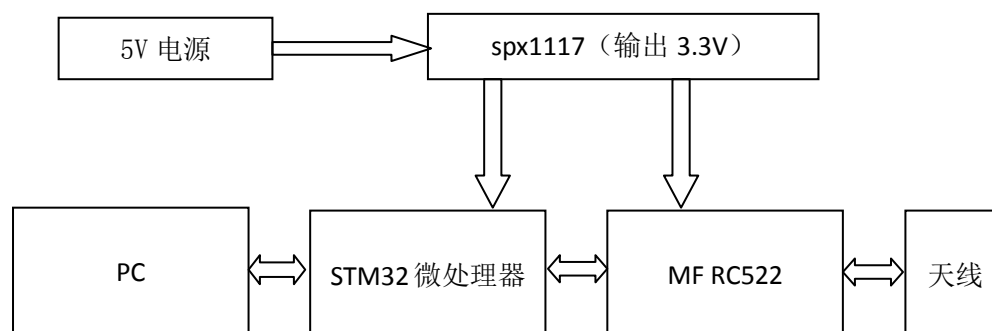 5V 电源
spx1117（输出 3.3V）
PC
STM32 微处理器
MF RC522
天线